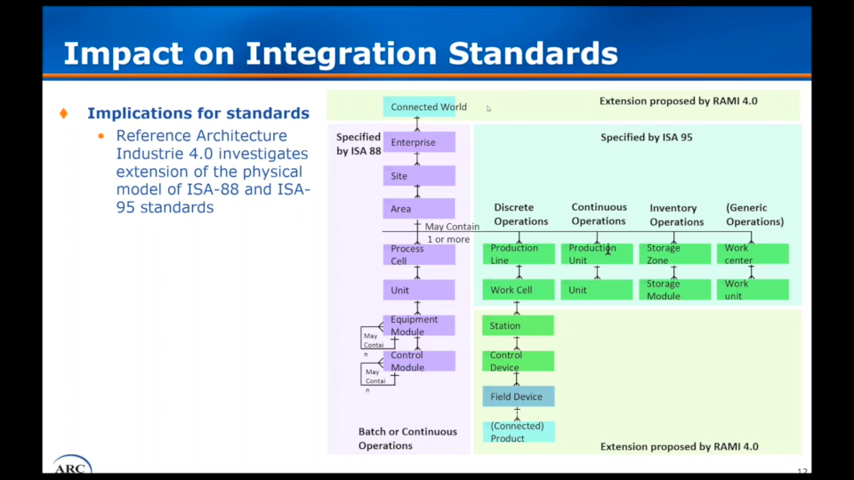 Impact on Integration Standards
Implications for standards
Reference Architecture
Industrie 4.0 investigates
extension of the physical
model of ISA-88 and ISA-
95 standards
Connected World
Extension proposed by RAMI 4.0
Specified
by ISA 88
Enterprise
Site
Area
May Contain
1 or more
Process
Cell
Unit
Equipment
Module
May
Contai
n
Control
Module
May
Contai
n
Batch or Continuous
Operations
Specified by ISA 95
Discrete
Operations
Continuous
Operations
Inventory
Operations
(Generic
Operations)
Production
Line
Production
Unit
Storage
Zone
Work
center
Work Cell
Unit
Storage
Module
Work
unit
Station
Control
Device
Field Device
(Connected)
Product
Extension proposed by RAMI 4.0
ARC
12